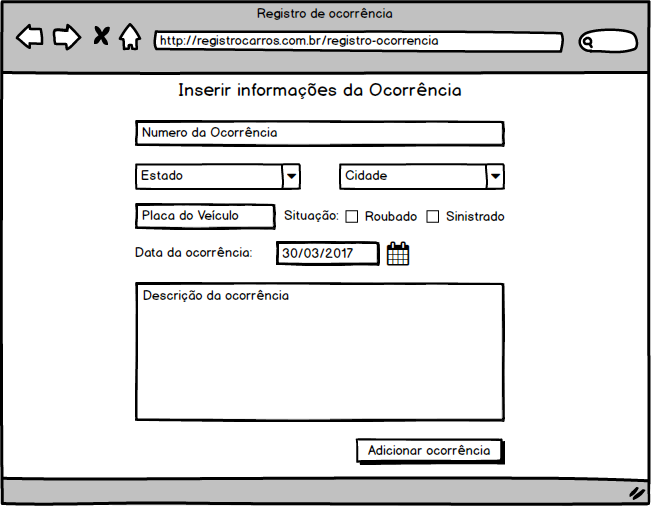 Registro de ocorrência
http://registrocarros.com.br/registro-ocorrencia
Inserir informações da Ocorrência
Numero da Ocorrência
Estado
Cidade
Placa do Veículo
Situação: Roubado Sinistrado
Data da ocorrência: 30/03/2017
Descrição da ocorrência
Adicionar ocorrência